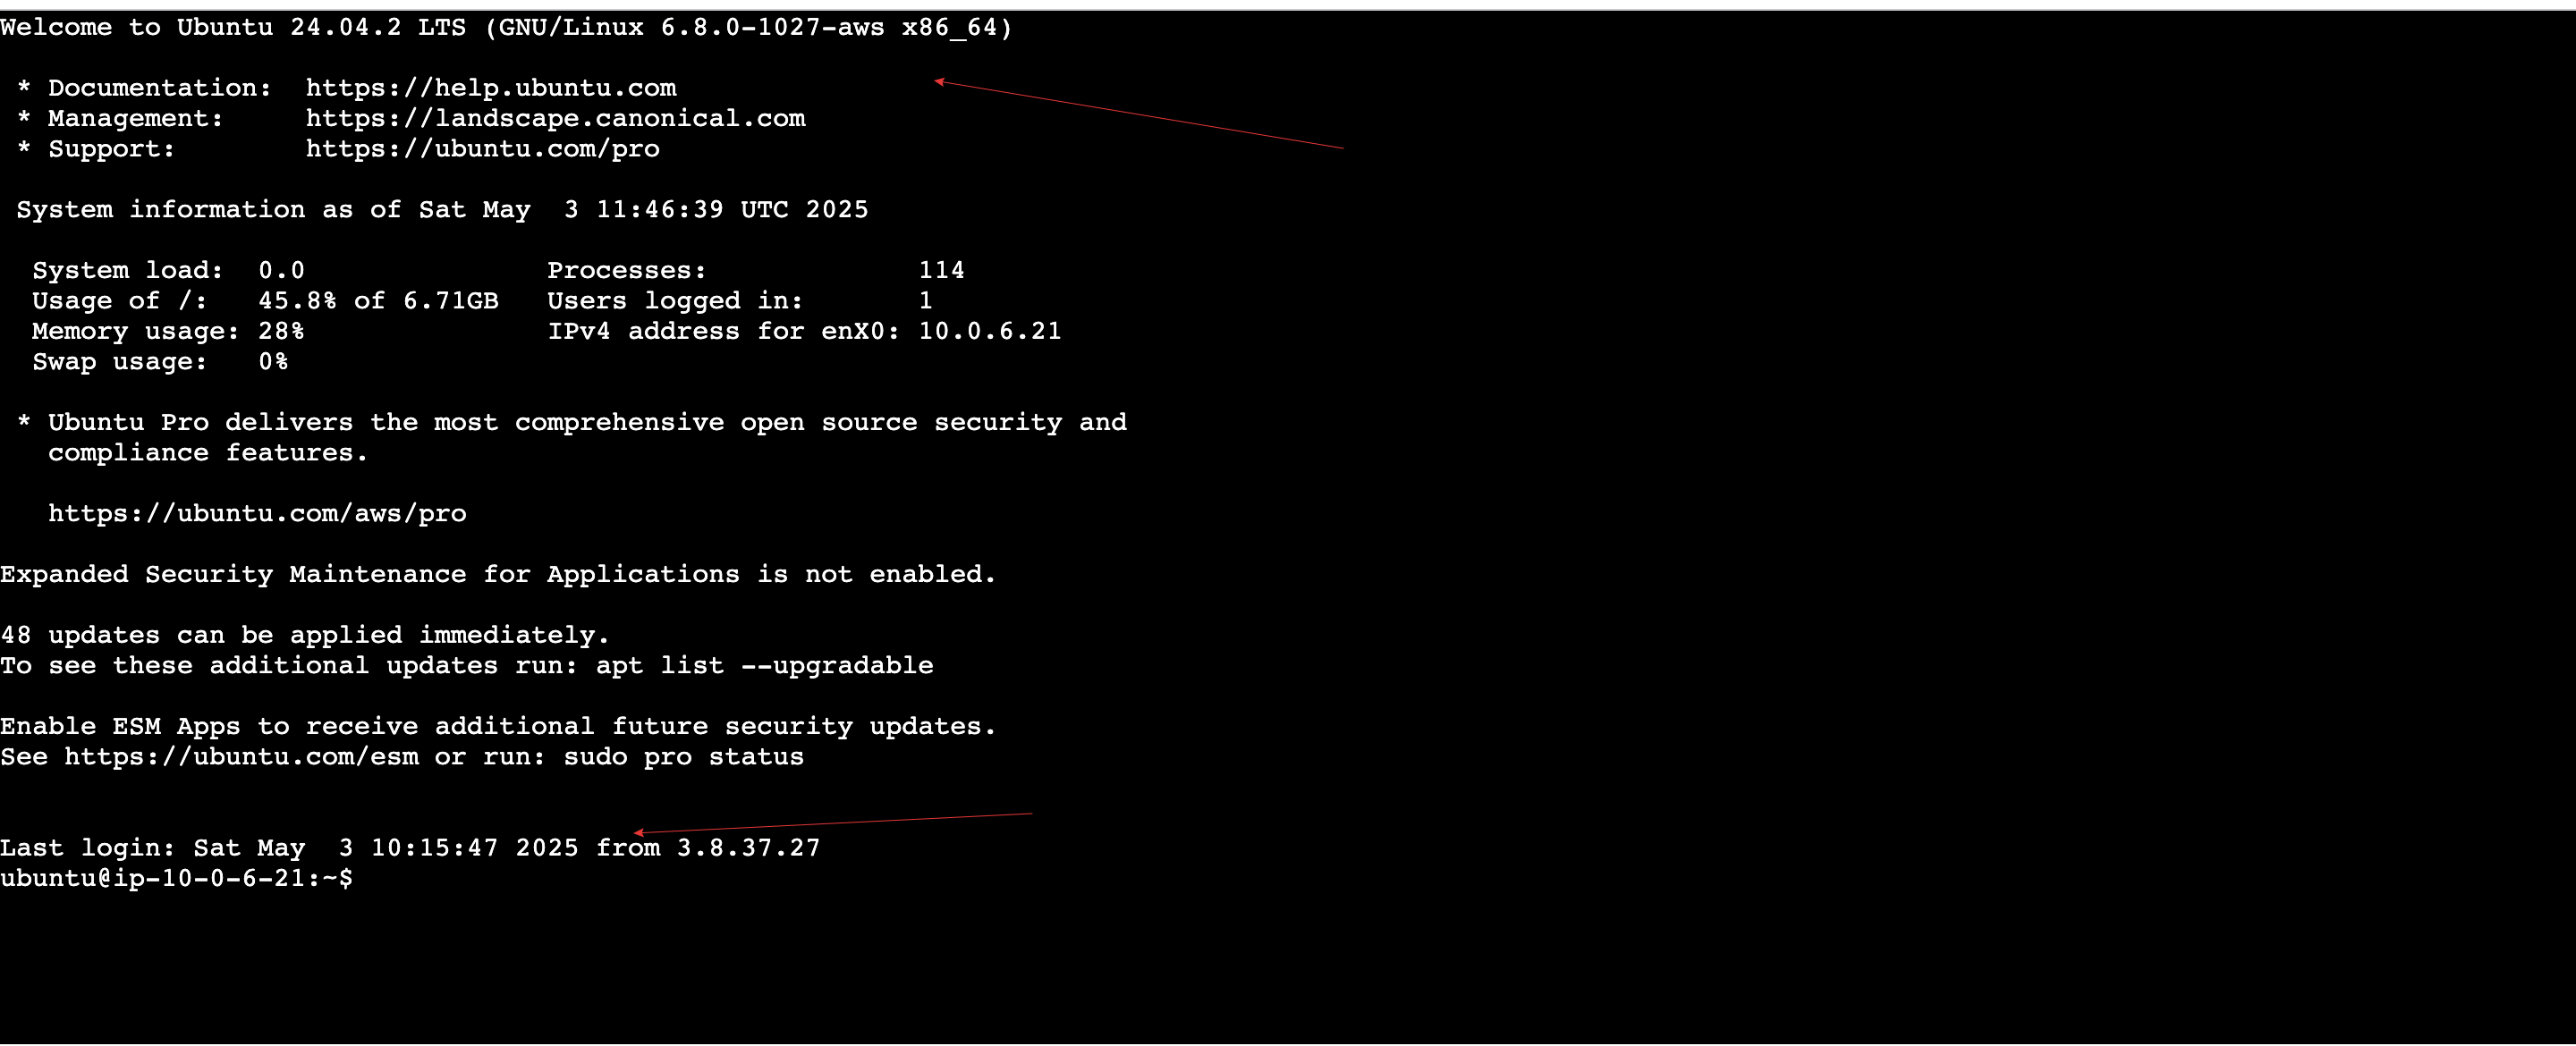 Welcome to Ubuntu 24.04.2 LTS (GNU/Linux 6.8.0-1027-aws x86_64)

 * Documentation:  https://help.ubuntu.com
 * Management:     https://landscape.canonical.com
 * Support:        https://ubuntu.com/pro

 System information as of Sat May  3 11:46:39 UTC 2025

  System load:  0.0               Processes:             114
  Usage of /:   45.8% of 6.71GB   Users logged in:       1
  Memory usage: 28%               IPv4 address for enX0: 10.0.6.21
  Swap usage:   0%

 * Ubuntu Pro delivers the most comprehensive open source security and
   compliance features.

   https://ubuntu.com/aws/pro

Expanded Security Maintenance for Applications is not enabled.

48 updates can be applied immediately.
To see these additional updates run: apt list --upgradable

Enable ESM Apps to receive additional future security updates.
See https://ubuntu.com/esm or run: sudo pro status


Last login: Sat May  3 10:15:47 2025 from 3.8.37.27
ubuntu@ip-10-0-6-21:~$